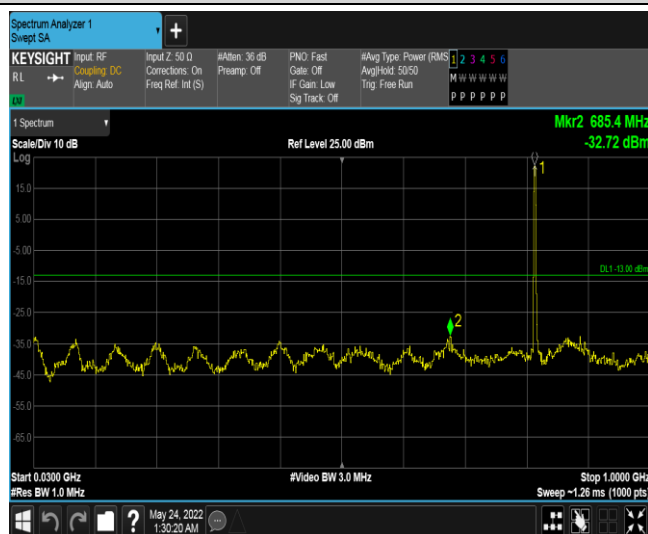 Spectrum Analyzer 1
Swept SA
+
KEYSIGHT
RL
Input: RF
Coupling: DC
Align: Auto
Input Z: 50 Ω
Corrections: On
Freq Ref: Int (S)
#Atten: 36 dB
Preamp: Off
PNO: Fast
Gate: Off
IF Gain: Low
Sig Track: Off
#Avg Type: Power (RMS
Avg|Hold: 50/50
Trig: Free Run
1 2 3 4 5 6
M W W W W W
P P P P P P
1 Spectrum
Scale/Div 10 dB
Ref Level 25.00 dBm
Mkr2 685.4 MHz
-32.72 dBm
Log
15.0
5.00
-5.00
-15.0
-25.0
-35.0
-45.0
-55.0
-65.0
1
DL1 -13.00 dBm
2
Start 0.0300 GHz
#Video BW 3.0 MHz
Stop 1.0000 GHz
#Res BW 1.0 MHz
Sweep ~1.26 ms (1000 pts)
?
May 24, 2022
1:30:20 AM